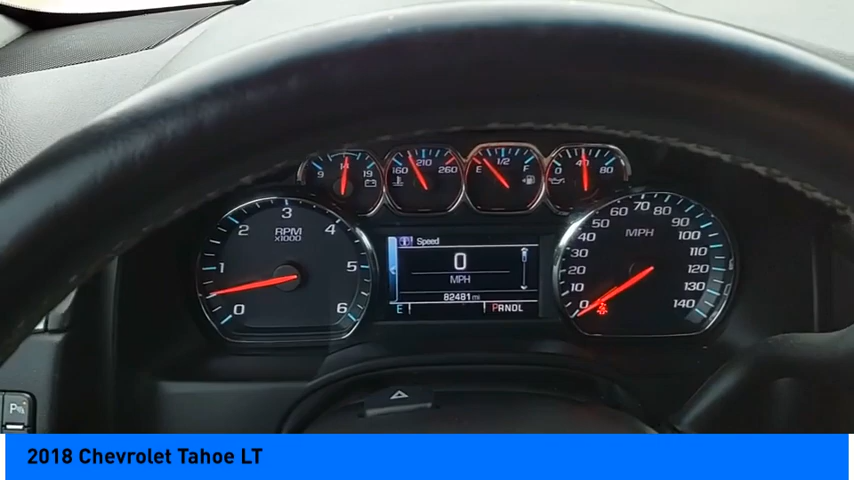 9 14 19
160 210 260
E 1/2 F
0 40 80
RPM
X1000
0 1 2 3 4 5 6
Speed
0
MPH
82481 mi
E PRNDL
MPH
0 10 20 30 40 50 60 70 80 90 100 110 120 130 140
P
2018 Chevrolet Tahoe LT